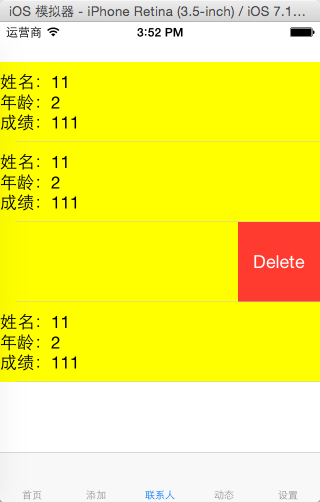 iOS 模拟器 - iPhone Retina (3.5-inch) / iOS 7.1...
运营商 3:52 PM
姓名：11
年龄：2
成绩：111
姓名：11
年龄：2
成绩：111
Delete
姓名：11
年龄：2
成绩：111
首页 添加 联系人 动态 设置